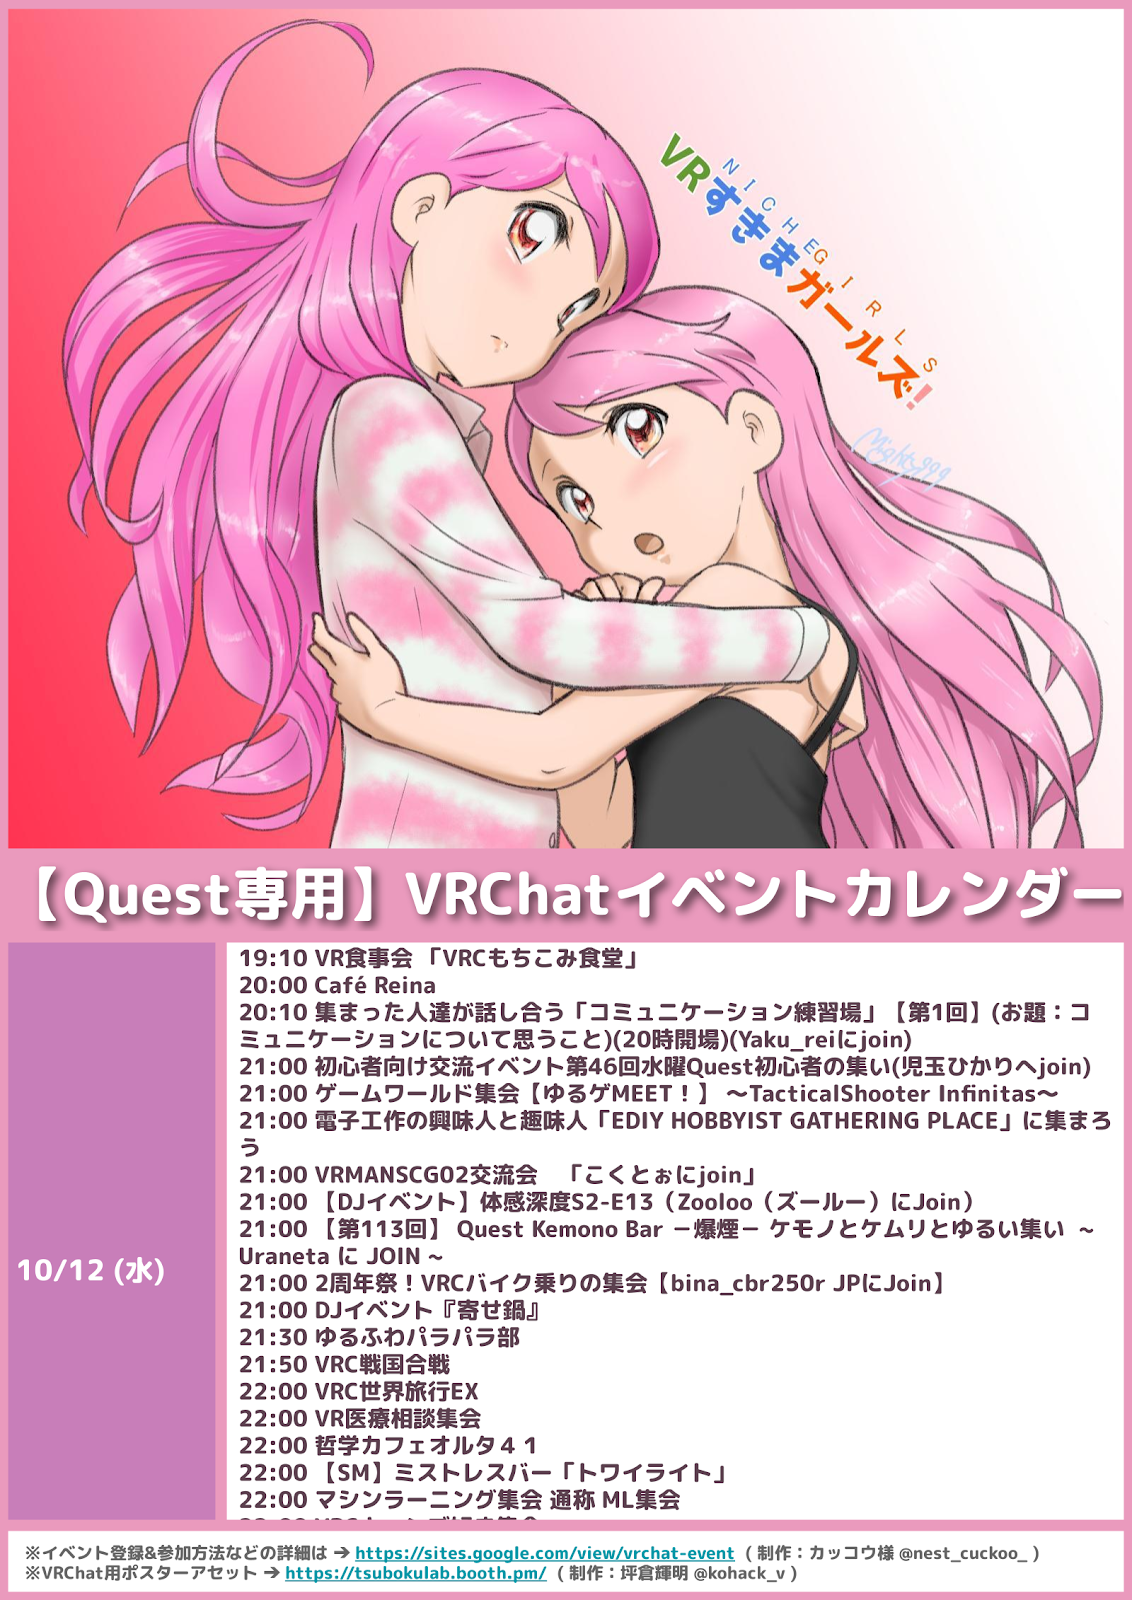 VRすきまガールズ!
NICHE GIRLS
Mighty999
【Quest専用】VRChatイベントカレンダー
10/12 (水)
19:10 VR食事会 「VRCもちこみ食堂」
20:00 Café Reina
20:10 集まった人達が話し合う「コミュニケーション練習場」【第1回】(お題：コ
ミュニケーションについて思うこと)(20時開場)(Yaku_reiにjoin)
21:00 初心者向け交流イベント第46回水曜Quest初心者の集い(児玉ひかりへjoin)
21:00 ゲームワールド集会【ゆるゲMEET！】 〜TacticalShooter Infinitas〜
21:00 電子工作の興味人と趣味人「EDIY HOBBYIST GATHERING PLACE」に集まろ
う
21:00 VRMANSCG02交流会　「こくとぉにjoin」
21:00 【DJイベント】体感深度S2-E13（Zooloo（ズールー）にJoin）
21:00 【第113回】 Quest Kemono Bar －爆煙－ ケモノとケムリとゆるい集い ~
Uraneta に JOIN ~
21:00 2周年祭！VRCバイク乗りの集会【bina_cbr250r JPにJoin】
21:00 DJイベント『寄せ鍋』
21:30 ゆるふわパラパラ部
21:50 VRC戦国合戦
22:00 VRC世界旅行EX
22:00 VR医療相談集会
22:00 哲学カフェオルタ４１
22:00 【SM】ミストレスバー「トワイライト」
22:00 マシンラーニング集会 通称 ML集会
※イベント登録&参加方法などの詳細は ➔ https://sites.google.com/view/vrchat-event ( 制作：カッコウ様 @nest_cuckoo_ )
※VRChat用ポスターアセット ➔ https://tsubokulab.booth.pm/ ( 制作：坪倉輝明 @kohack_v )